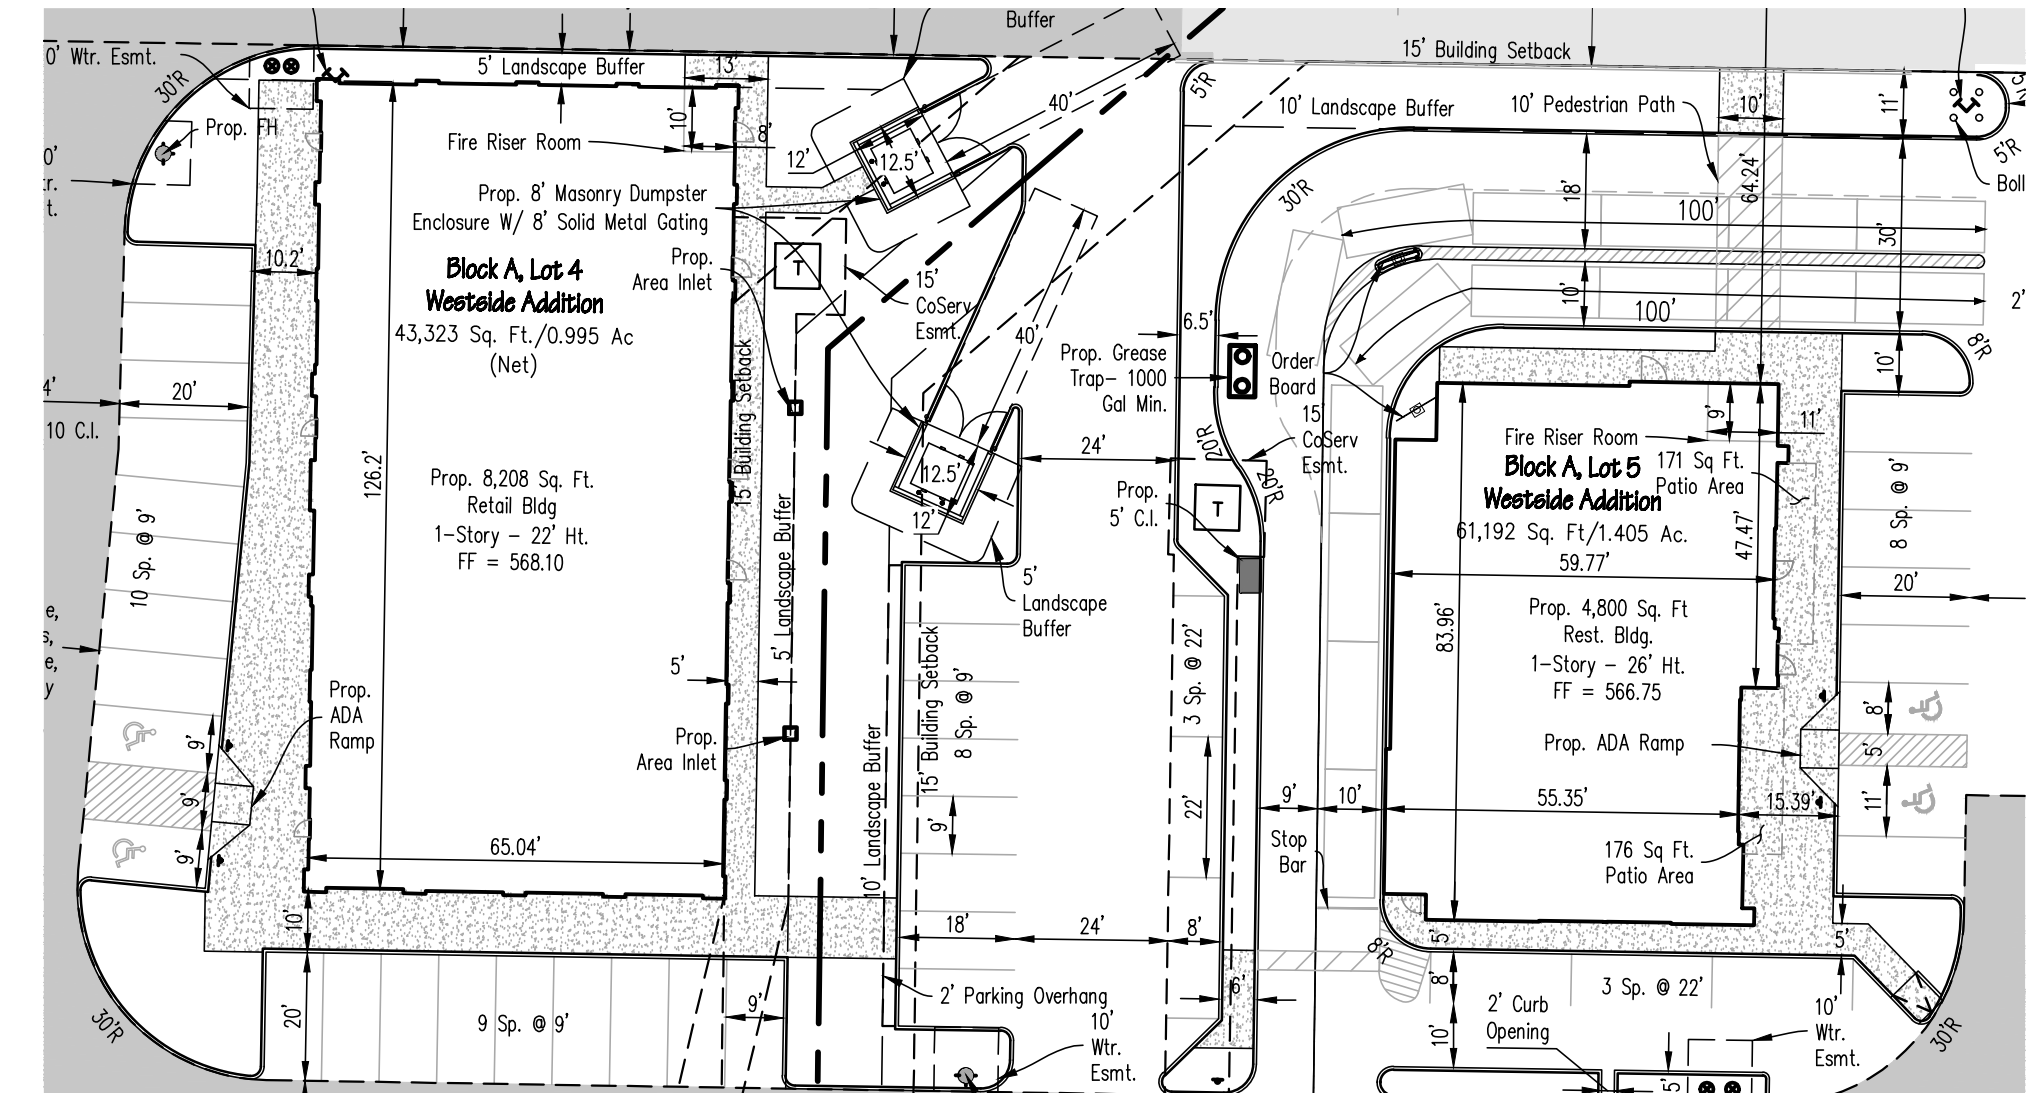 Buffer
0' Wtr. Esmt.
30'R
Prop. FH
5' Landscape Buffer
13'
10'
8'
Fire Riser Room
12'
12.5'
40'
Prop. 8' Masonry Dumpster
Enclosure W/ 8' Solid Metal Gating
Prop.
Area Inlet
T
15'
CoServ
Esmt.
0'
t.
10.2'
Block A, Lot 4
Westside Addition
43,323 Sq. Ft./0.995 Ac
(Net)
20'
4'
10 C.I.
126.2'
Prop. 8,208 Sq. Ft.
Retail Bldg
1-Story - 22' Ht.
FF = 568.10
10 Sp. @ 9'
15' Building Setback
5' Landscape Buffer
40'
12.5'
12'
5'
Landscape
Buffer
e,
s,
e,
y
Prop.
ADA
Ramp
9'
9'
9'
5'
Prop.
Area Inlet
65.04'
10' Landscape Buffer
15' Building Setback
8 Sp. @ 9'
9'
10'
20'
30'R
9 Sp. @ 9'
9'
18'
24'
8'
2' Parking Overhang
10'
Wtr.
Esmt.
15' Building Setback
5'R
10' Landscape Buffer
10' Pedestrian Path
10'
11'
5'R
Boll
30'R
18'
64.24'
100'
30'
10'
100'
2'
6.5'
Prop. Grease
Trap- 1000
Gal Min.
Order
Board
10'
8'R
24'
20'R
20'R
15'
CoServ
Esmt.
Prop.
5' C.I.
T
9'
11'
Fire Riser Room
Block A, Lot 5
Westside Addition
171 Sq Ft.
Patio Area
61,192 Sq. Ft/1.405 Ac.
59.77'
47.47'
8 Sp. @ 9'
20'
83.96'
Prop. 4,800 Sq. Ft
Rest. Bldg.
1-Story - 26' Ht.
FF = 566.75
3 Sp. @ 22'
22'
Prop. ADA Ramp
8'
5'
11'
9'
10'
55.35'
15.39'
Stop
Bar
176 Sq Ft.
Patio Area
6'
8'R
5'
5'
8'
3 Sp. @ 22'
10'
2' Curb
Opening
10'
Wtr.
Esmt.
30'R
5'